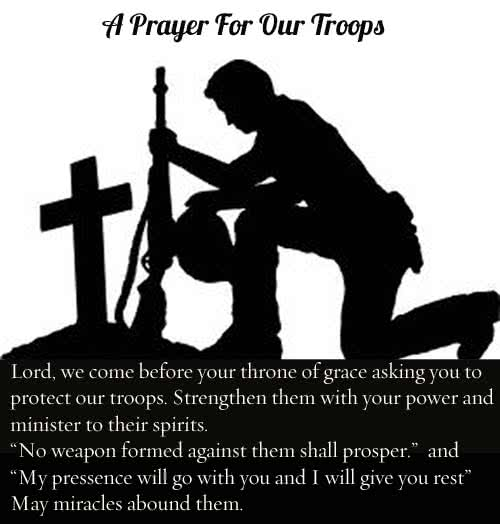 A Prayer For Our Troops
Lord, we come before your throne of grace asking you to
protect our troops. Strengthen them with your power and
minister to their spirits.
“No weapon formed against them shall prosper.” and
“My pressence will go with you and I will give you rest”
May miracles abound them.